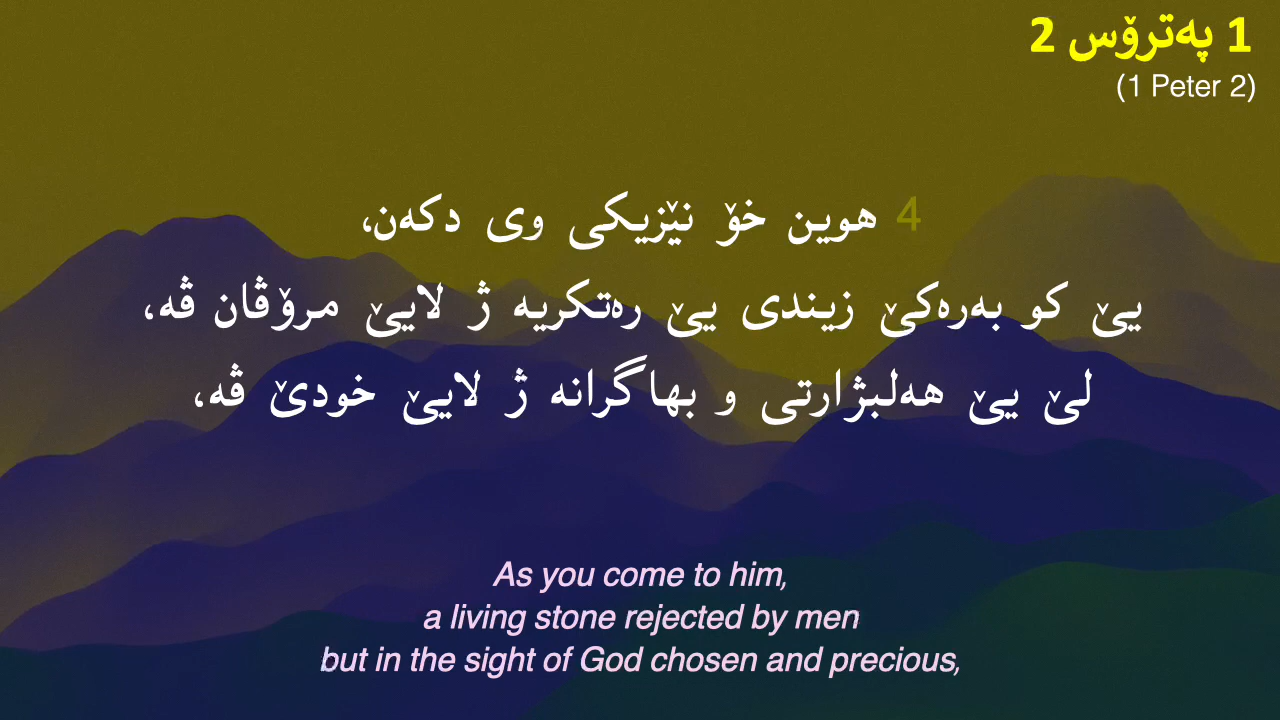 1 پەترۆس 2
(1 Peter 2)
4 هوین خۆ نێزیکی وی دکەن،
یێ کو بەرەکێ زیندی یێ رەتکریە ژ لایێ مرۆڤان ڤە،
لێ یێ هەلبژارتی و بهاگرانە ژ لایێ خودێ ڤە،
As you come to him,
a living stone rejected by men
but in the sight of God chosen and precious,